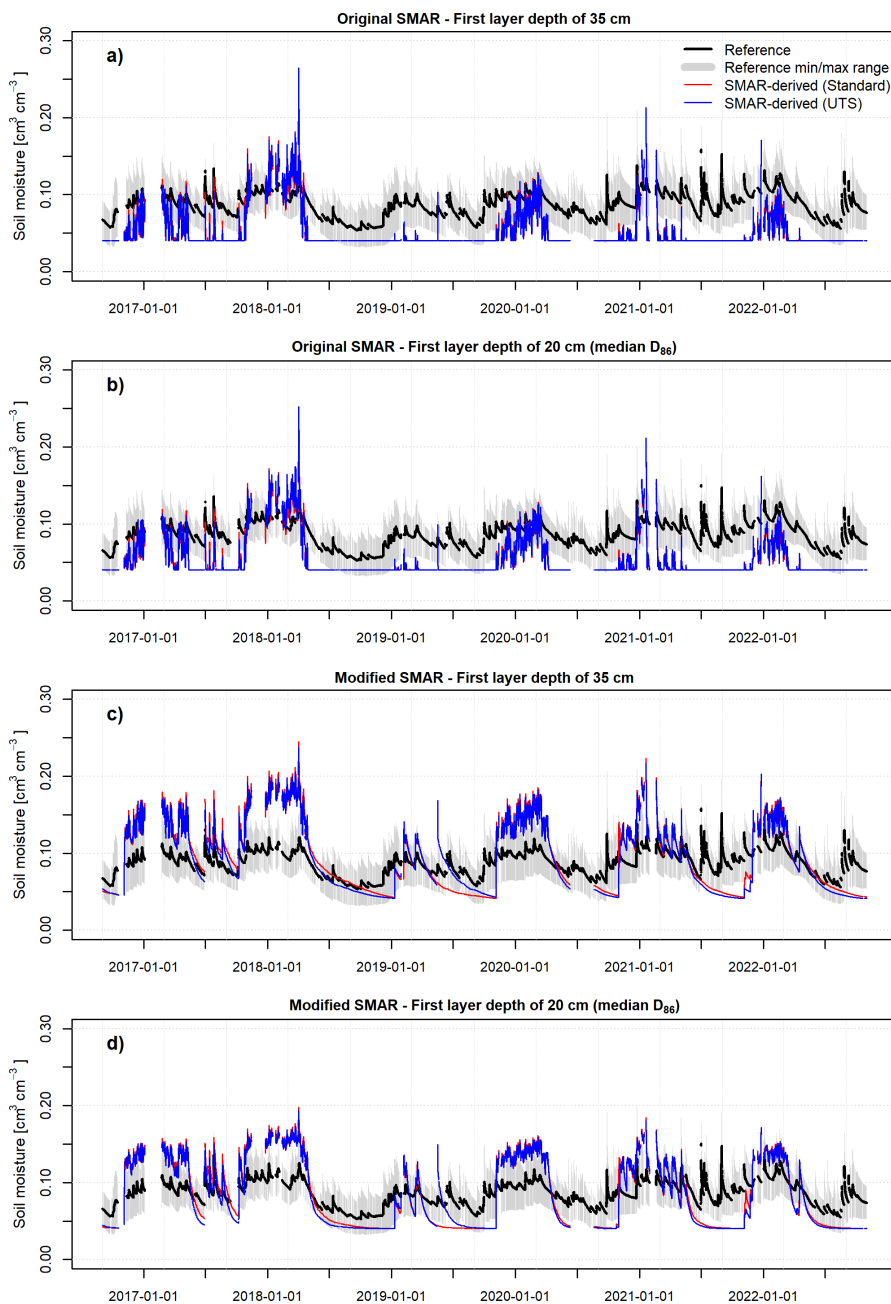 Original SMAR - First layer depth of 35 cm
a)
Reference
Reference min/max range
SMAR-derived (Standard)
SMAR-derived (UTS)
Soil moisture [cm³ cm⁻³ ]
0.30
0.20
0.10
0.00
2017-01-01 2018-01-01 2019-01-01 2020-01-01 2021-01-01 2022-01-01
Original SMAR - First layer depth of 20 cm (median D₈₆)
b)
Soil moisture [cm³ cm⁻³ ]
0.30
0.20
0.10
0.00
2017-01-01 2018-01-01 2019-01-01 2020-01-01 2021-01-01 2022-01-01
Modified SMAR - First layer depth of 35 cm
c)
Soil moisture [cm³ cm⁻³ ]
0.30
0.20
0.10
0.00
2017-01-01 2018-01-01 2019-01-01 2020-01-01 2021-01-01 2022-01-01
Modified SMAR - First layer depth of 20 cm (median D₈₆)
d)
Soil moisture [cm³ cm⁻³ ]
0.30
0.20
0.10
0.00
2017-01-01 2018-01-01 2019-01-01 2020-01-01 2021-01-01 2022-01-01